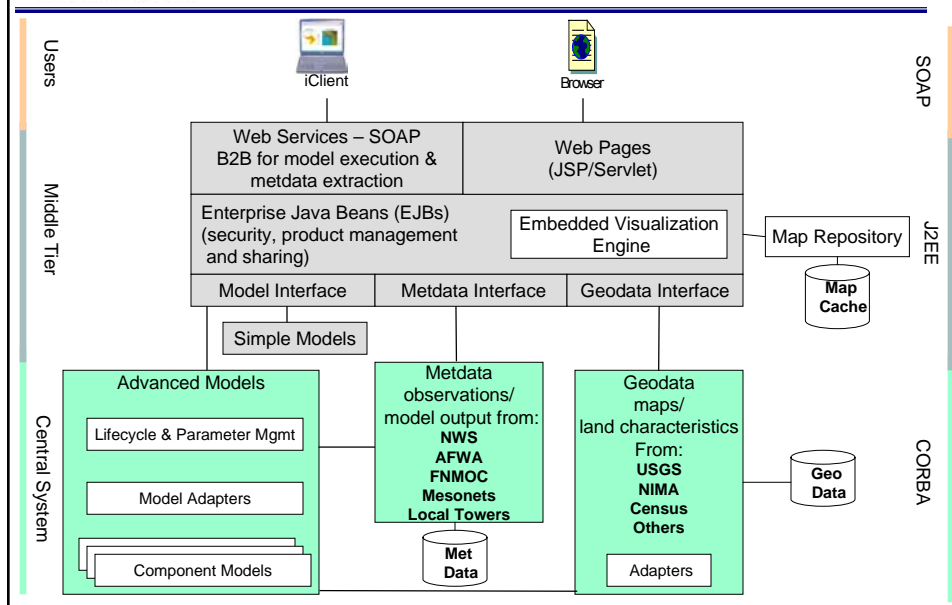 Users
Middle Tier
Central System
iClient
Browser
SOAP
J2EE
CORBA
Web Services – SOAP
B2B for model execution &
metdata extraction
Web Pages
(JSP/Servlet)
Enterprise Java Beans (EJBs)
(security, product management
and sharing)
Embedded Visualization
Engine
Map Repository
Map
Cache
Model Interface
Metdata Interface
Geodata Interface
Simple Models
Advanced Models
Lifecycle & Parameter Mgmt
Model Adapters
Component Models
Metdata
observations/
model output from:
NWS
AFWA
FNMOC
Mesonets
Local Towers
Met
Data
Geodata
maps/
land characteristics
From:
USGS
NIMA
Census
Others
Adapters
Geo
Data